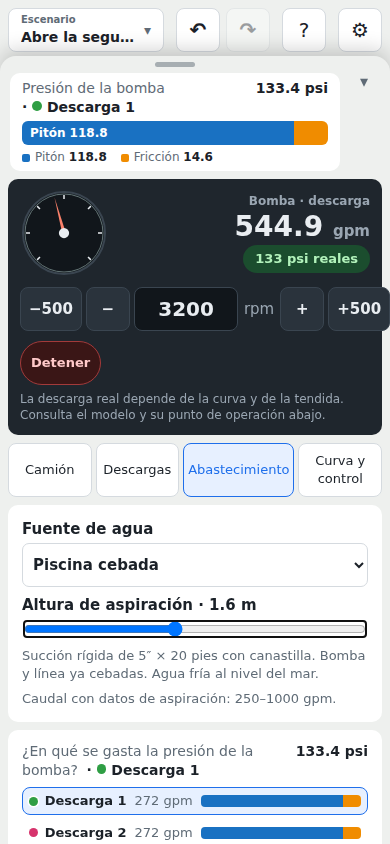 Escenario
Abre la segu... ▾
↶ ↷ ? ⚙
Presión de la bomba 133.4 psi
· Descarga 1
Pitón 118.8
Pitón 118.8 Fricción 14.6
Bomba · descarga
544.9 gpm
133 psi reales
−500 − 3200 rpm + +500
Detener
La descarga real depende de la curva y de la tendida.
Consulta el modelo y su punto de operación abajo.
Camión Descargas Abastecimiento Curva y
control
Fuente de agua
Piscina cebada
Altura de aspiración · 1.6 m
Succión rígida de 5″ × 20 pies con canastilla. Bomba
y línea ya cebadas. Agua fría al nivel del mar.
Caudal con datos de aspiración: 250–1000 gpm.
¿En qué se gasta la presión de la 133.4 psi
bomba? · Descarga 1
Descarga 1 272 gpm
Descarga 2 272 gpm